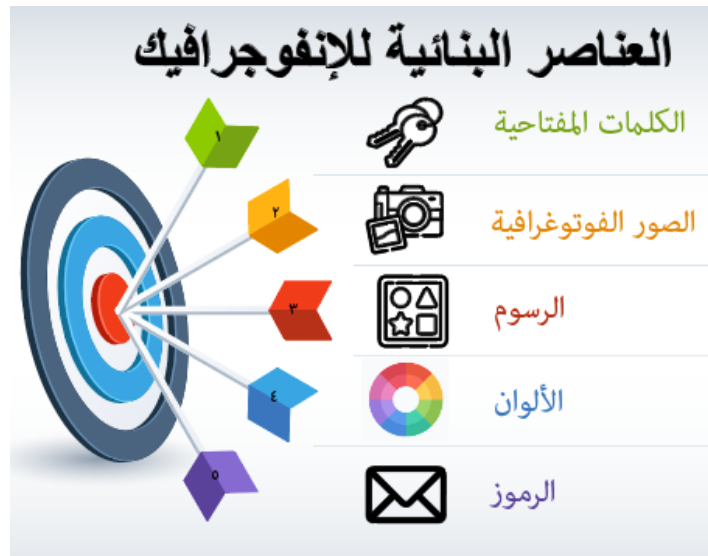 العناصر البنائية للإنفوجرافيك
١
الكلمات المفتاحية
٢
الصور الفوتوغرافية
٣
الرسوم
٤
الألوان
٥
الرموز